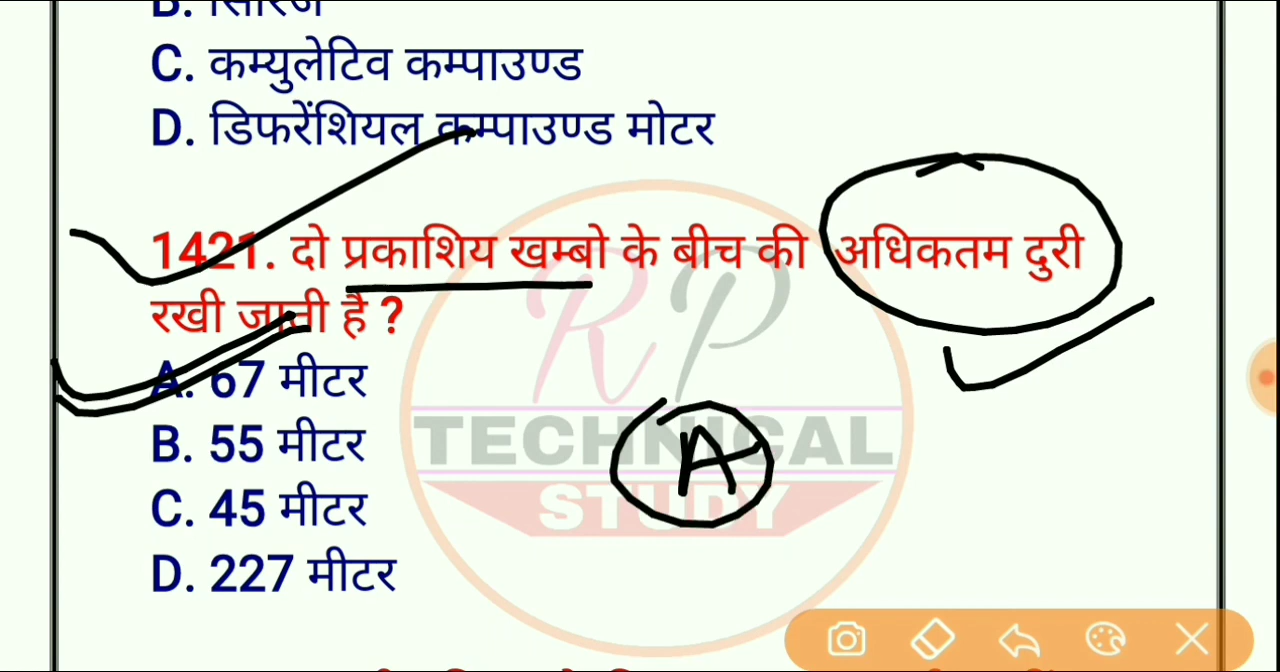 B. सिरिज
C. कम्युलेटिव कम्पाउण्ड
D. डिफरेंशियल कम्पाउण्ड मोटर
1421. दो प्रकाशिय खम्बो के बीच की अधिकतम दुरी
रखी जाती है ?
A. 67 मीटर
B. 55 मीटर
C. 45 मीटर
D. 227 मीटर
A
RP
TECHNICAL
STUDY